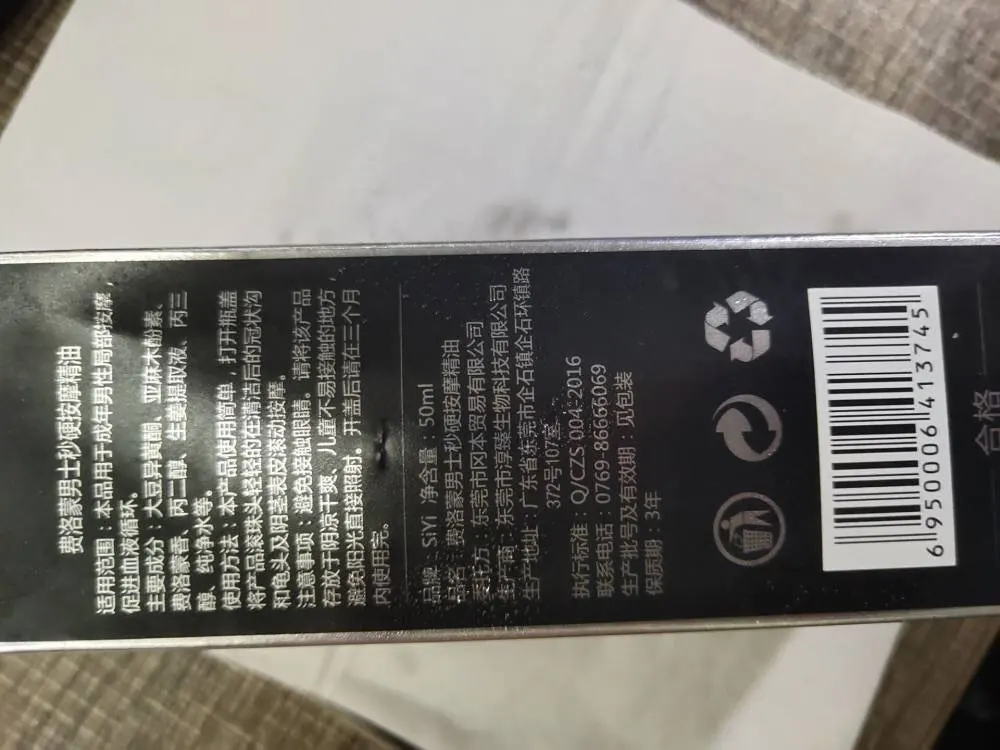 费洛蒙男士秒硬按摩精油
适用范围：本品用于成年男性局部按摩，
促进血液循环。
主要成分：大豆异黄酮、亚麻木酚素、
费洛蒙香、丙二醇、生姜提取液、丙三
醇、纯净水等。
使用方法：本产品使用简单，打开瓶盖
将产品滚珠头轻轻的在清洁后的冠状沟
和龟头及阴茎表皮滚动按摩。
注意事项：避免接触眼睛。请将该产品
存放于阴凉干爽，儿童不易接触的地方，
避免阳光直接照射。开盖后请在三个月
内使用完。
品牌：SiYi 净含量：50ml
品名：费洛蒙男士秒硬按摩精油
委托方：东莞市冈本贸易有限公司
生产商：东莞市淳臻生物科技有限公司
生产地址：广东省东莞市企石镇企石环镇路
372号107室
执行标准：Q/CZS 004-2016
联系电话：0769-86666069
生产批号及有效期：见包装
保质期：3年
6950006413745
合格